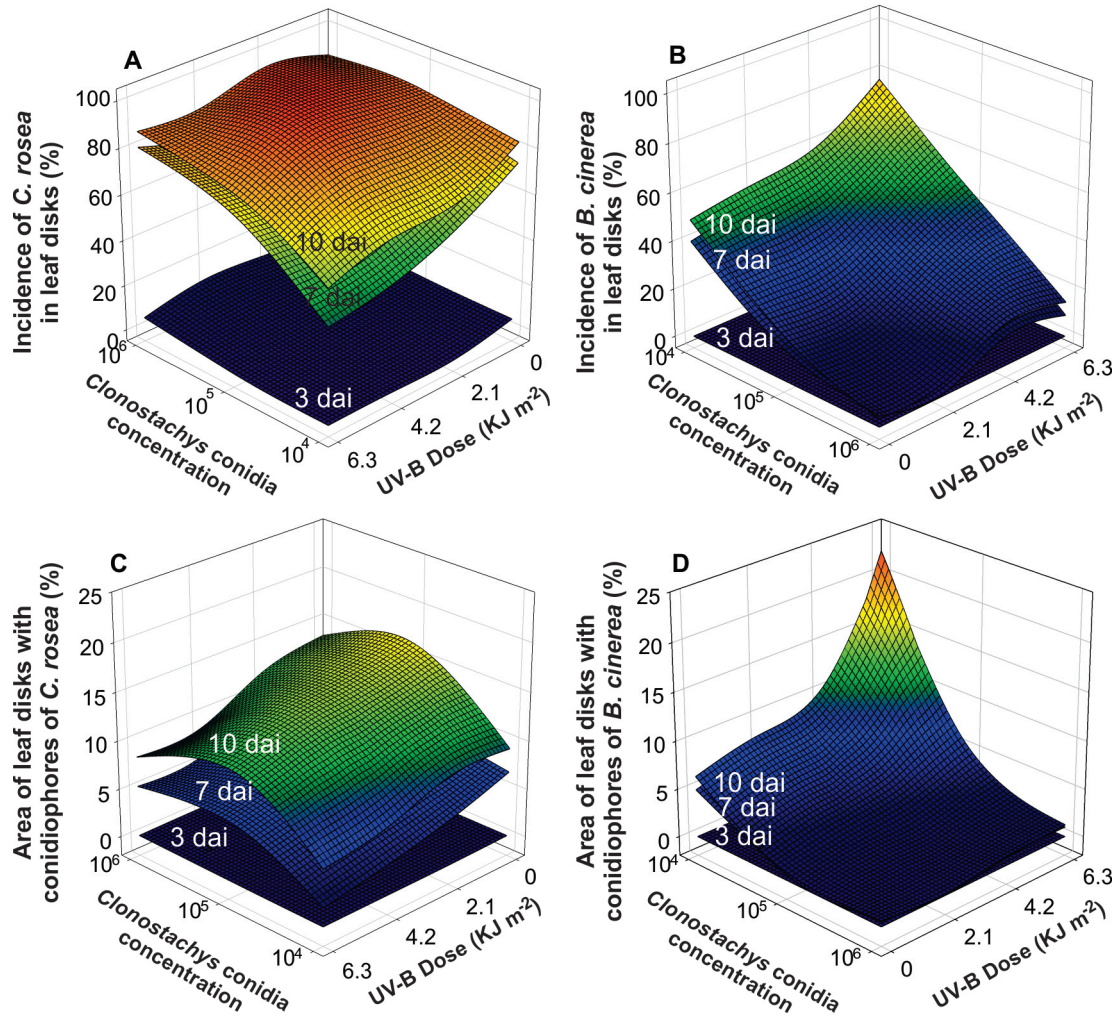 A
Incidence of C. rosea
in leaf disks (%)
100
80
60
40
20
0
10 dai
7 dai
3 dai
10⁶
10⁵
10⁴
Clonostachys conidia
concentration
6.3
4.2
2.1
0
UV-B Dose (KJ m⁻²)
B
Incidence of B. cinerea
in leaf disks (%)
100
80
60
40
20
0
10 dai
7 dai
3 dai
10⁴
10⁵
10⁶
Clonostachys conidia
concentration
0
2.1
4.2
6.3
UV-B Dose (KJ m⁻²)
C
Area of leaf disks with
conidiophores of C. rosea (%)
25
20
15
10
5
0
10 dai
7 dai
3 dai
10⁶
10⁵
10⁴
Clonostachys conidia
concentration
6.3
4.2
2.1
0
UV-B Dose (KJ m⁻²)
D
Area of leaf disks with
conidiophores of B. cinerea (%)
25
20
15
10
5
0
10 dai
7 dai
3 dai
10⁴
10⁵
10⁶
Clonostachys conidia
concentration
0
2.1
4.2
6.3
UV-B Dose (KJ m⁻²)